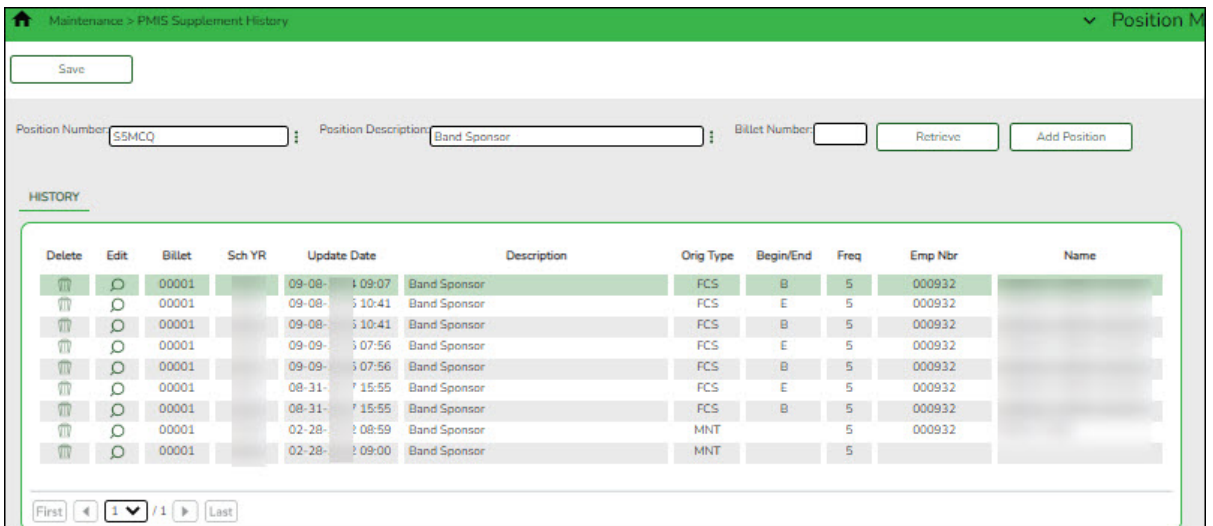 Maintenance > PMIS Supplement History Position M
Save
Position Number: S5MCQ Position Description: Band Sponsor Billet Number: Retrieve Add Position
HISTORY
Delete Edit Billet Sch YR Update Date Description Orig Type Begin/End Freq Emp Nbr Name
00001 09-08- 09:07 Band Sponsor FCS B 5 000932
00001 09-08- 10:41 Band Sponsor FCS E 5 000932
00001 09-08- 10:41 Band Sponsor FCS B 5 000932
00001 09-09- 07:56 Band Sponsor FCS E 5 000932
00001 09-09- 07:56 Band Sponsor FCS B 5 000932
00001 08-31- 15:55 Band Sponsor FCS E 5 000932
00001 08-31- 15:55 Band Sponsor FCS B 5 000932
00001 02-28- 08:59 Band Sponsor MNT 5 000932
00001 02-28- 09:00 Band Sponsor MNT 5
First 1 / 1 Last